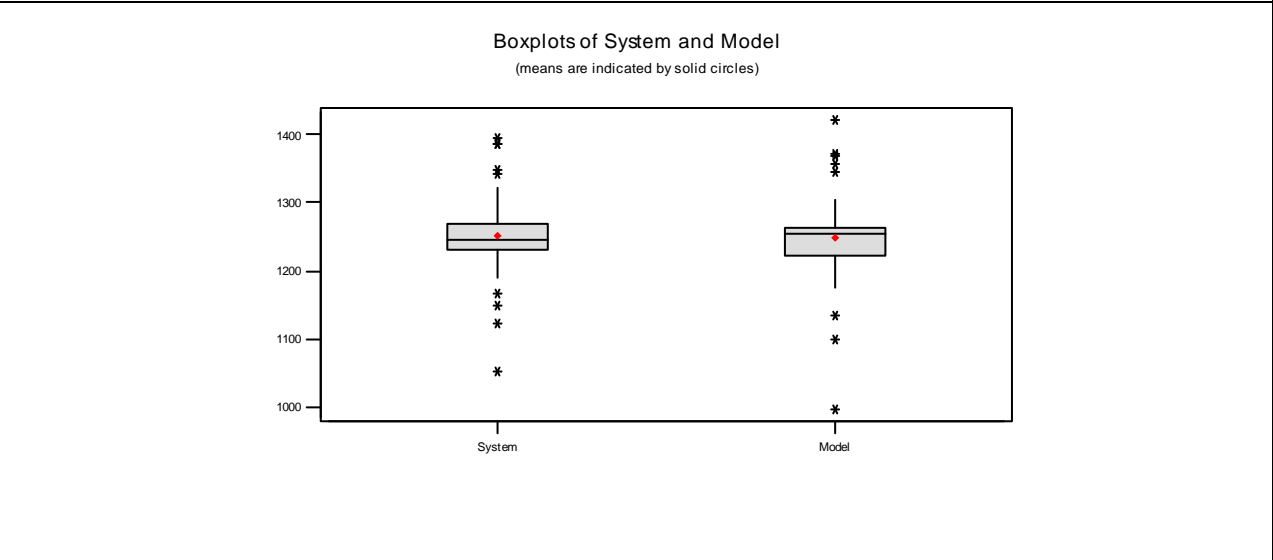 Boxplots of System and Model
(means are indicated by solid circles)
1400
1300
1200
1100
1000
System Model